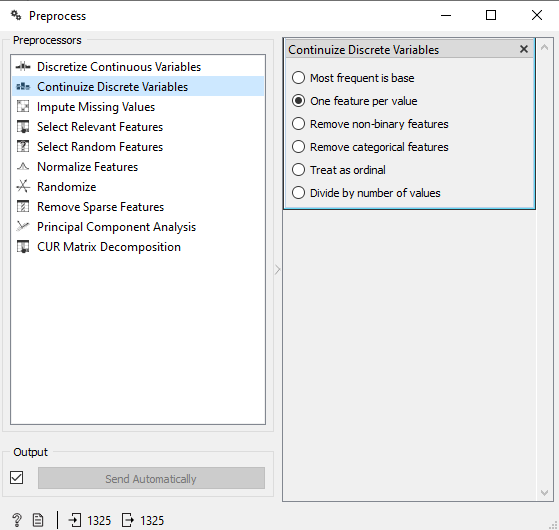 Preprocess
Preprocessors
Discretize Continuous Variables
Continuize Discrete Variables
Impute Missing Values
Select Relevant Features
Select Random Features
Normalize Features
Randomize
Remove Sparse Features
Principal Component Analysis
CUR Matrix Decomposition
Continuize Discrete Variables
Most frequent is base
One feature per value
Remove non-binary features
Remove categorical features
Treat as ordinal
Divide by number of values
Output
Send Automatically
? 1325 1325